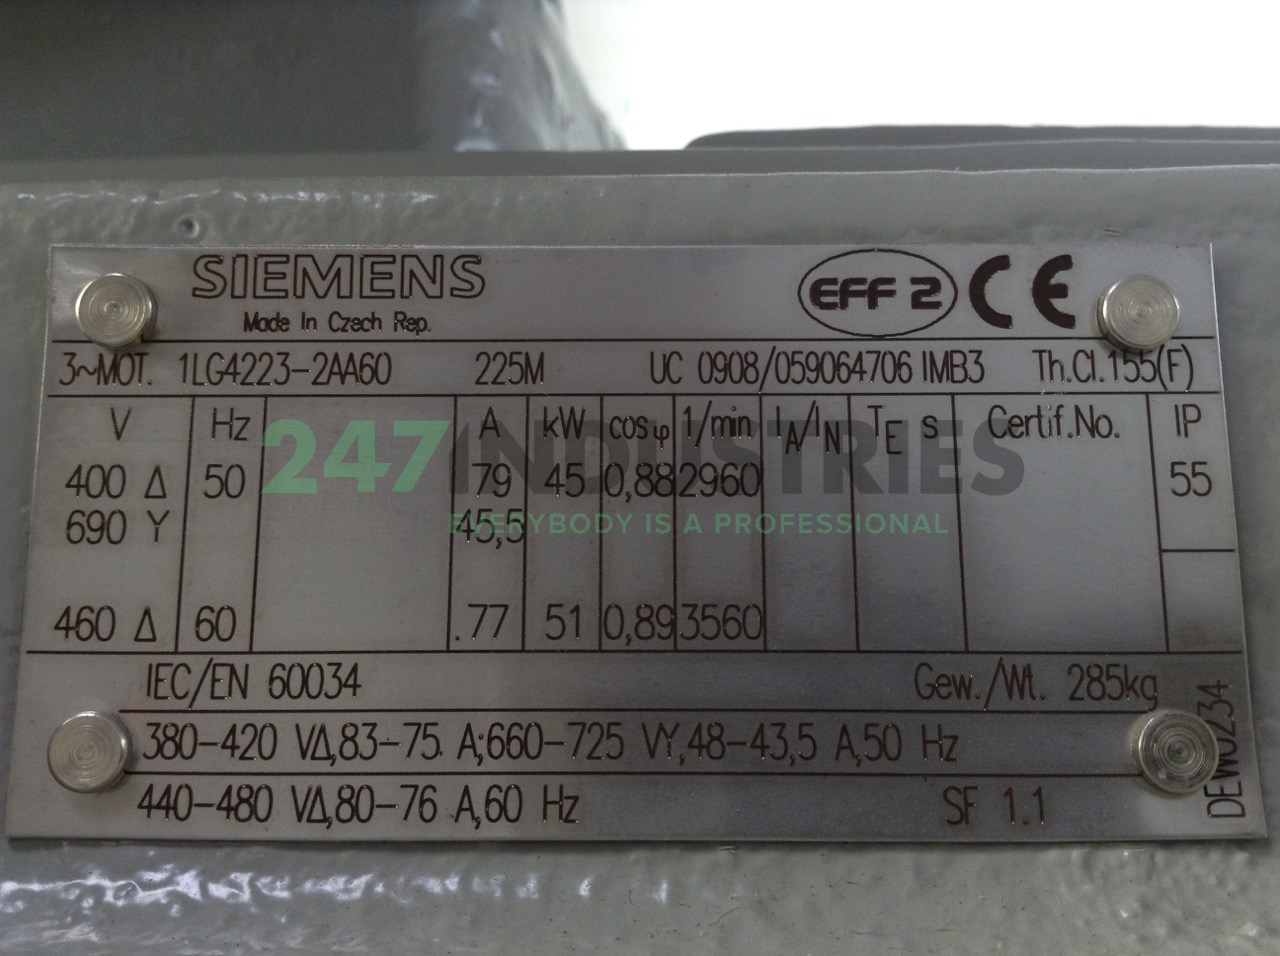 SIEMENS
Made In Czech Rep.
EFF 2 CE
3~MOT. 1LG4223-2AA60 225M UC 0908/059064706 IMB3 Th.Cl.155(F)
V Hz A kW cosφ 1/min IA/IN TE s Certif.No. IP
400 Δ 50 79 45 0,88 2960 55
690 Y 45,5
460 Δ 60 .77 51 0,89 3560
IEC/EN 60034 Gew./Wt. 285kg
380-420 VΔ,83-75 A;660-725 VY,48-43,5 A,50 Hz
440-480 VΔ,80-76 A,60 Hz SF 1.1
247 INDUSTRIES
EVERYBODY IS A PROFESSIONAL